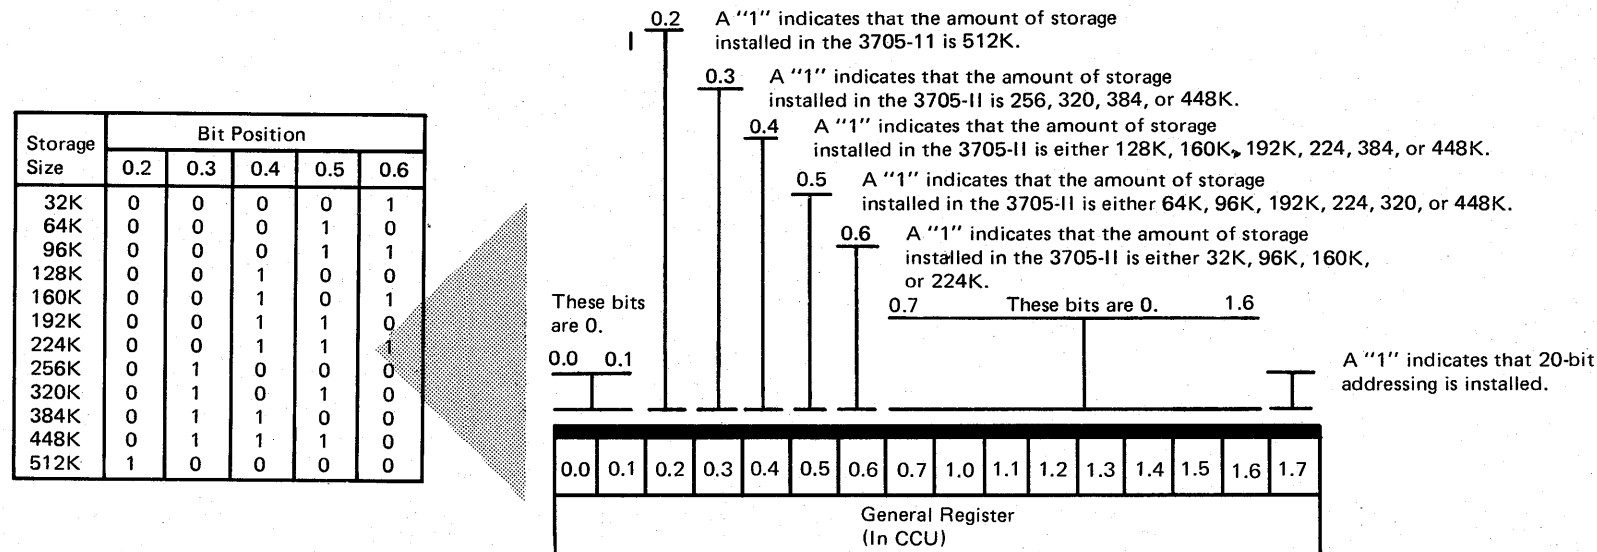 Storage Size | Bit Position
0.2 | 0.3 | 0.4 | 0.5 | 0.6
32K | 0 | 0 | 0 | 0 | 1
64K | 0 | 0 | 0 | 1 | 0
96K | 0 | 0 | 0 | 1 | 1
128K | 0 | 0 | 1 | 0 | 0
160K | 0 | 0 | 1 | 0 | 1
192K | 0 | 0 | 1 | 1 | 0
224K | 0 | 0 | 1 | 1 | 1
256K | 0 | 1 | 0 | 0 | 0
320K | 0 | 1 | 0 | 1 | 0
384K | 0 | 1 | 1 | 0 | 0
448K | 0 | 1 | 1 | 1 | 0
512K | 1 | 0 | 0 | 0 | 0
0.2 A "1" indicates that the amount of storage
installed in the 3705-11 is 512K.
0.3 A "1" indicates that the amount of storage
installed in the 3705-II is 256, 320, 384, or 448K.
0.4 A "1" indicates that the amount of storage
installed in the 3705-II is either 128K, 160K, 192K, 224, 384, or 448K.
0.5 A "1" indicates that the amount of storage
installed in the 3705-II is either 64K, 96K, 192K, 224, 320, or 448K.
0.6 A "1" indicates that the amount of storage
installed in the 3705-II is either 32K, 96K, 160K,
or 224K.
These bits
are 0.
0.0 0.1
0.7 These bits are 0. 1.6
A "1" indicates that 20-bit
addressing is installed.
0.0 | 0.1 | 0.2 | 0.3 | 0.4 | 0.5 | 0.6 | 0.7 | 1.0 | 1.1 | 1.2 | 1.3 | 1.4 | 1.5 | 1.6 | 1.7
General Register
(In CCU)